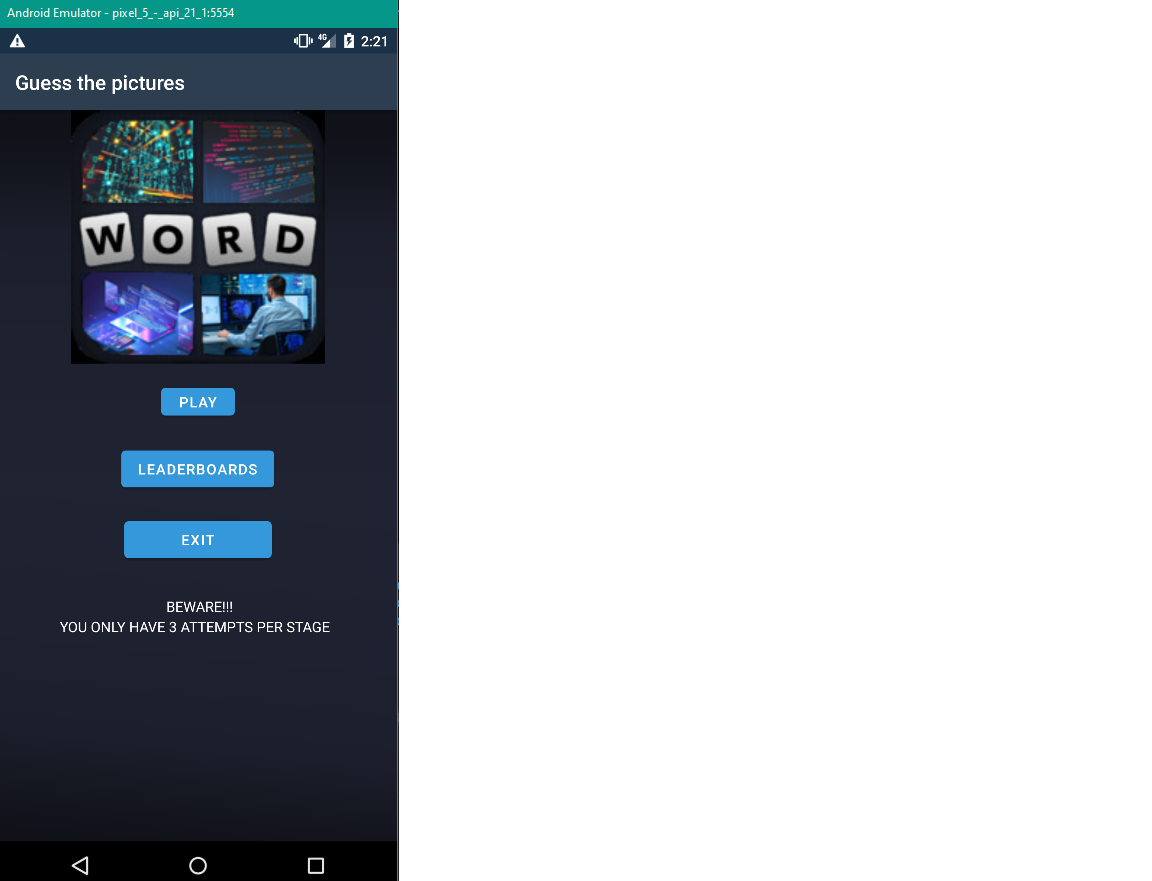 Android Emulator - pixel_5_-_api_21_1:5554
4G 2:21
Guess the pictures
WORD
PLAY
LEADERBOARDS
EXIT
BEWARE!!!
YOU ONLY HAVE 3 ATTEMPTS PER STAGE